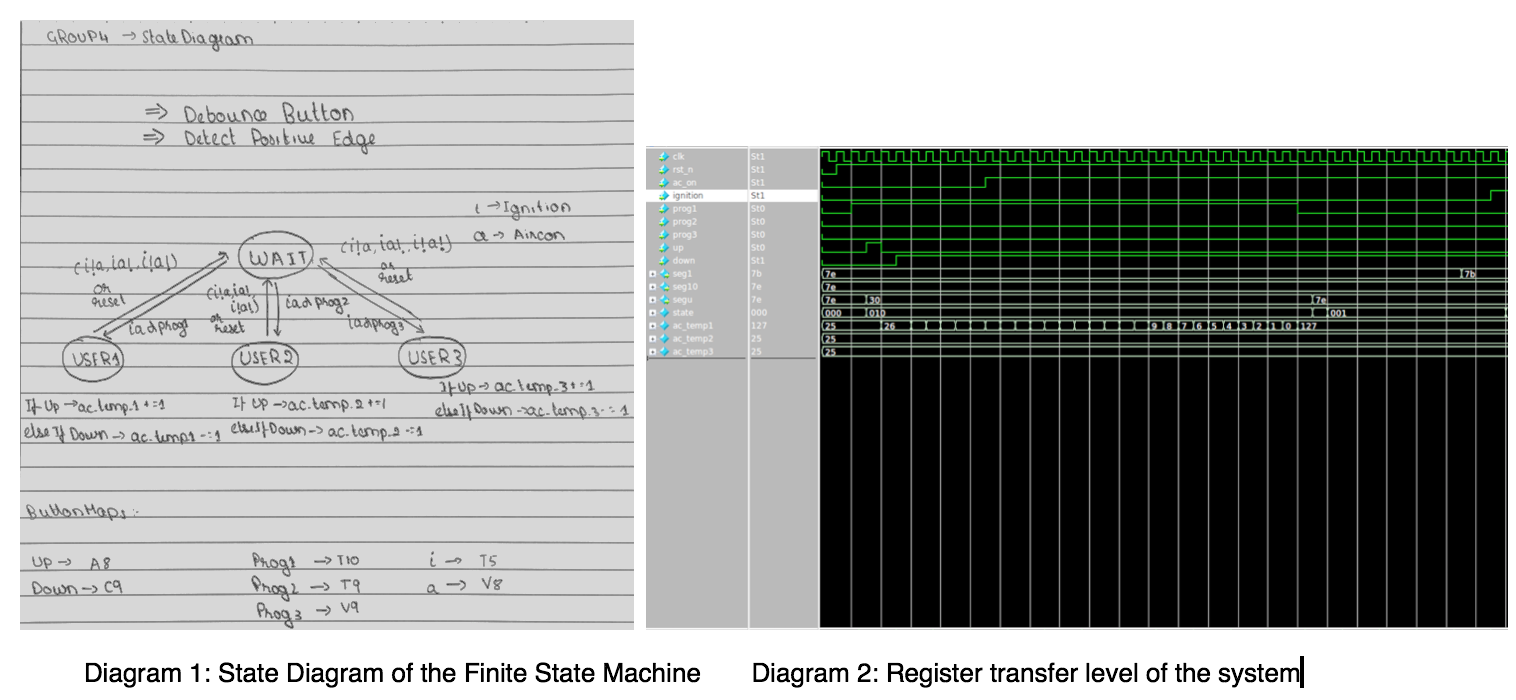 GROUP4 → State Diagram
⇒ Debounce Button
⇒ Detect Positive Edge
i → Ignition
a → Aircon
(i!a, ia!, i!a!)
or
reset
WAIT
(i!a, ia!, i!a!)
or
reset
(i!a, ia!
i!a!)
or
reset
ia&prog1
ia&prog2
ia&prog3
USER1
USER2
USER3
If Up → ac.temp.1+=1
else If Down → ac.temp1-=1
If Up → ac.temp.2+=1
else If Down → ac.temp.2-=1
If Up → ac.temp.3+=1
else If Down → ac.temp.3-=1
Button Maps:-
Up → A8
Down → C9
Prog1 → T10
Prog2 → T9
Prog3 → V9
i → T5
a → V8
clk St1
rst_n St1
ac_on St1
ignition St1
prog1 St0
prog2 St0
prog3 St0
up St0
down St1
seg1 7b 7e 7b
seg10 7e 7e
segu 7e 7e 30 7e
state 000 000 010 001
ac_temp1 127 25 26 9 8 7 6 5 4 3 2 1 0 127
ac_temp2 25 25
ac_temp3 25 25
Diagram 1: State Diagram of the Finite State Machine
Diagram 2: Register transfer level of the system